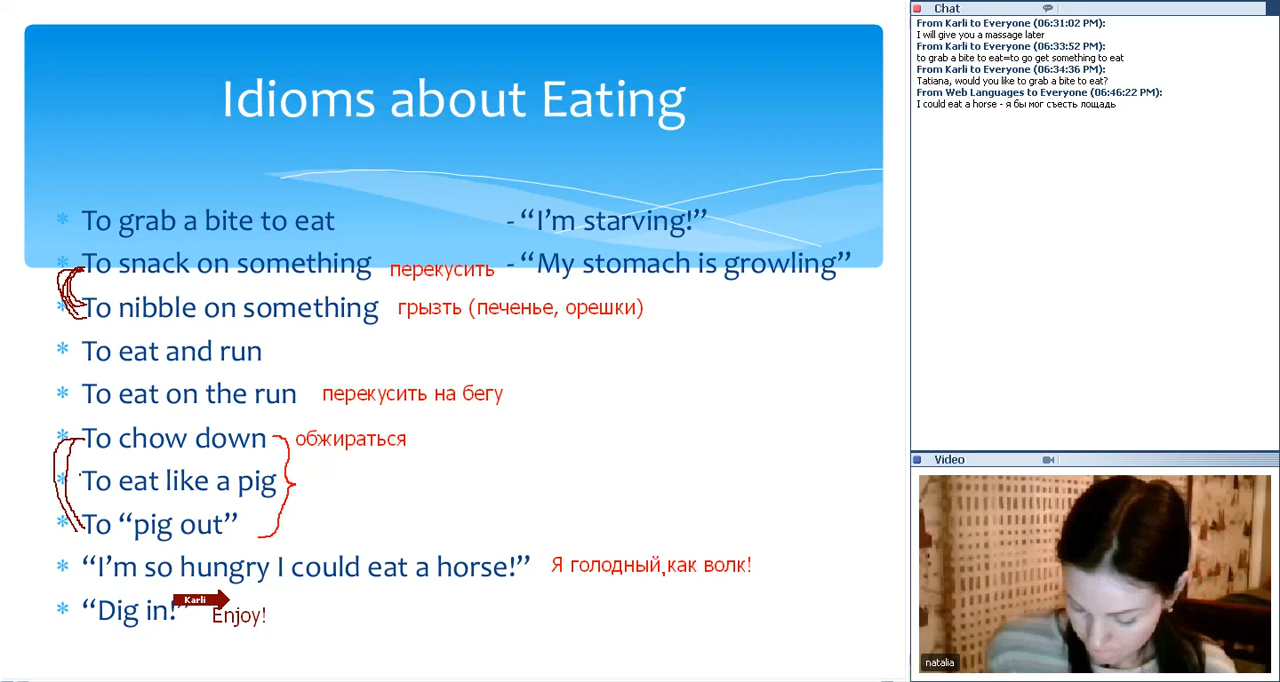 Idioms about Eating
* To grab a bite to eat - “I’m starving!”
* To snack on something перекусить - “My stomach is growling”
* To nibble on something грызть (печенье, орешки)
* To eat and run
* To eat on the run перекусить на бегу
* To chow down обжираться
* To eat like a pig
* To “pig out”
* “I’m so hungry I could eat a horse!” Я голодный,как волк!
* “Dig in!” Karli Enjoy!
Chat
From Karli to Everyone (06:31:02 PM):
I will give you a massage later
From Karli to Everyone (06:33:52 PM):
to grab a bite to eat=to go get something to eat
From Karli to Everyone (06:34:36 PM):
Tatiana, would you like to grab a bite to eat?
From Web Languages to Everyone (06:46:22 PM):
I could eat a horse - я бы мог съесть лощадь
Video
natalia